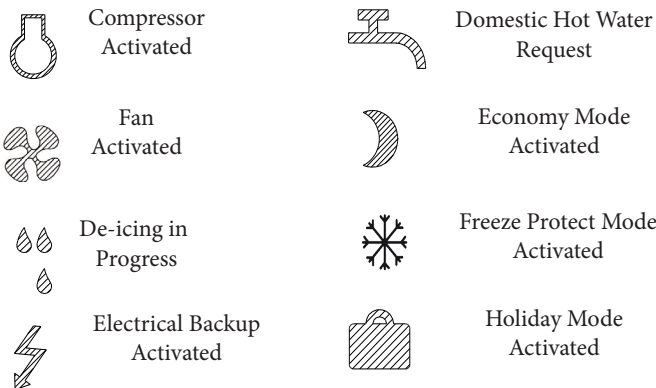 Compressor
Activated
Domestic Hot Water
Request
Fan
Activated
Economy Mode
Activated
De-icing in
Progress
Freeze Protect Mode
Activated
Electrical Backup
Activated
Holiday Mode
Activated